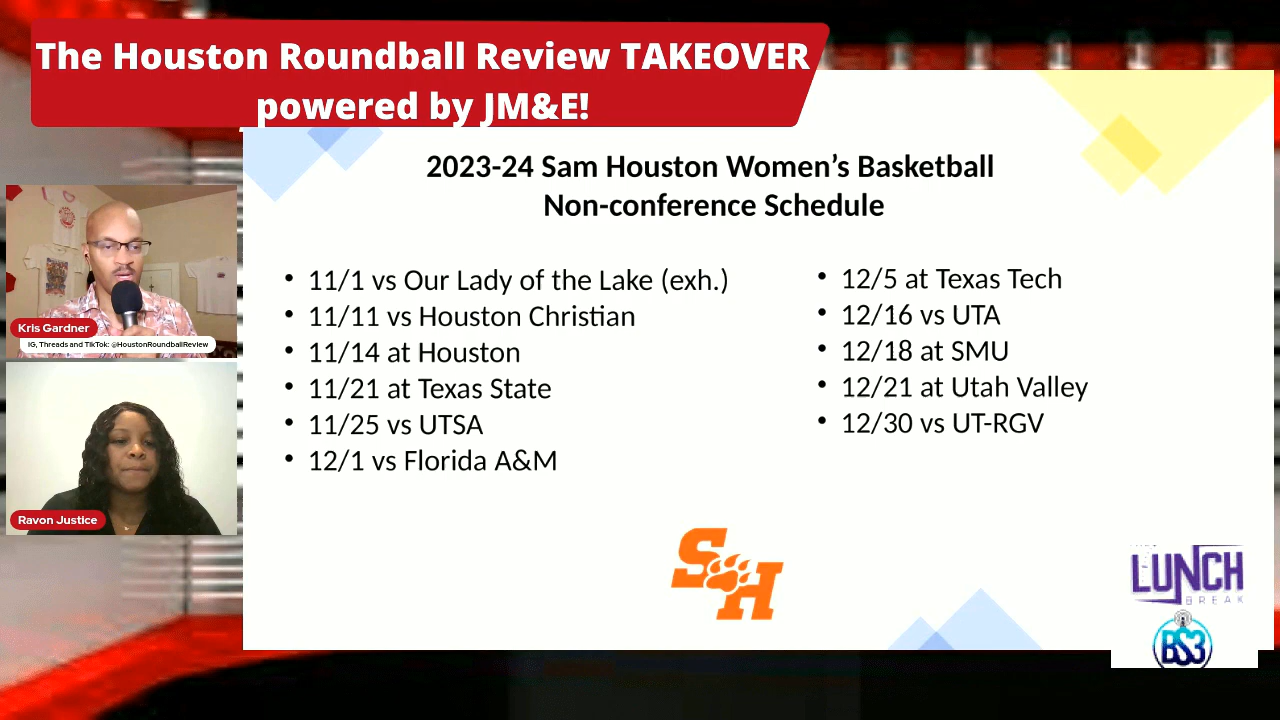 The Houston Roundball Review TAKEOVER
powered by JM&E!
2023-24 Sam Houston Women’s Basketball
Non-conference Schedule
• 11/1 vs Our Lady of the Lake (exh.)
• 11/11 vs Houston Christian
• 11/14 at Houston
• 11/21 at Texas State
• 11/25 vs UTSA
• 12/1 vs Florida A&M
• 12/5 at Texas Tech
• 12/16 vs UTA
• 12/18 at SMU
• 12/21 at Utah Valley
• 12/30 vs UT-RGV
Kris Gardner
IG, Threads and TikTok: @HoustonRoundballReview
Ravon Justice
SH
LUNCH
BREAK
BS3